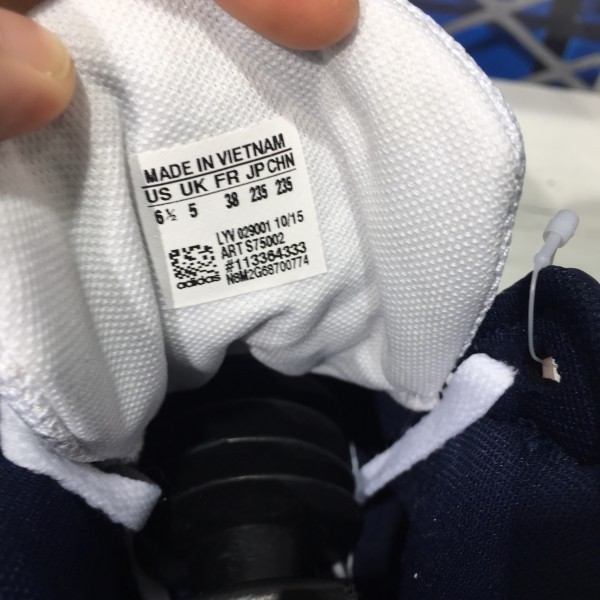 MADE IN VIETNAM
US UK FR JP CHN
6½ 5 38 235 235
LYV 029001 10/15
ART S75002
#113364333
N8M2G68700774
adidas